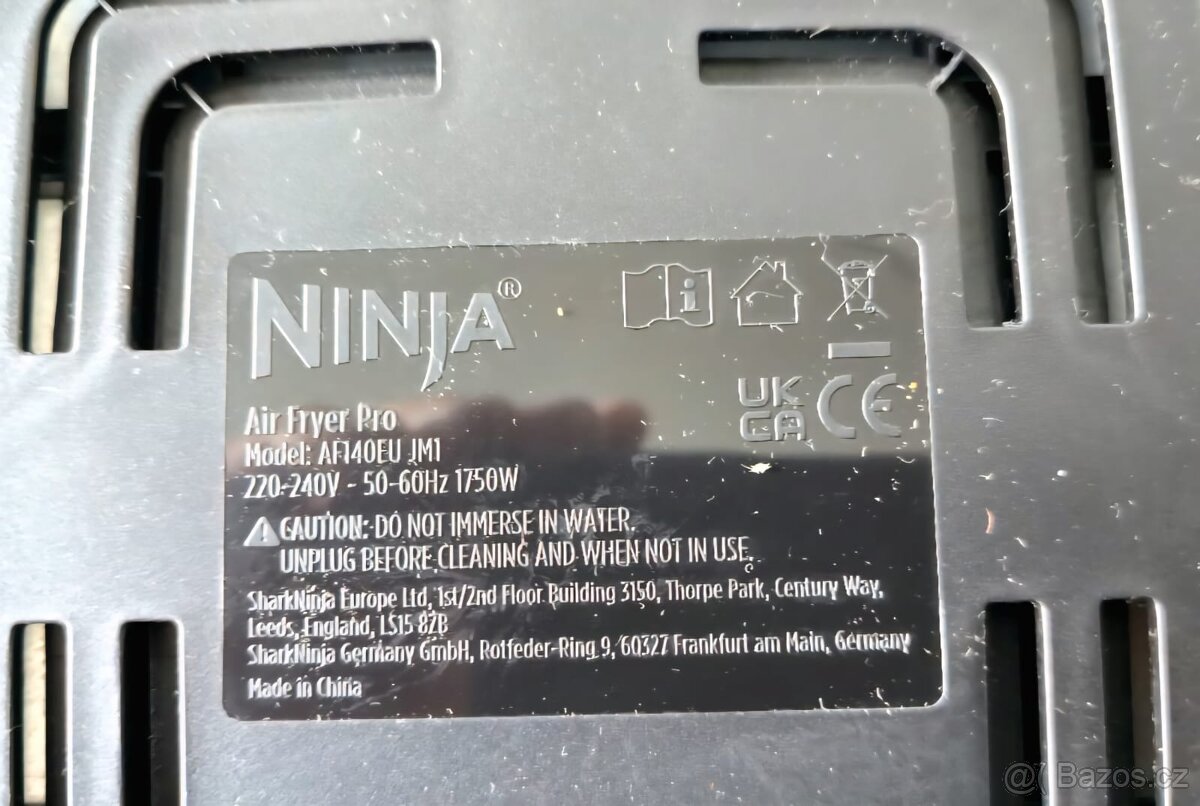 NINJA®
Air Fryer Pro
Model: AF140EU JM1
220-240V - 50-60Hz 1750W
CAUTION: DO NOT IMMERSE IN WATER.
UNPLUG BEFORE CLEANING AND WHEN NOT IN USE.
SharkNinja Europe Ltd, 1st/2nd Floor Building 3150, Thorpe Park, Century Way,
Leeds, England, LS15 8ZB
SharkNinja Germany GmbH, Rotfeder-Ring 9, 60327 Frankfurt am Main, Germany
Made in China
i
UK
CA CE
Bazos.cz